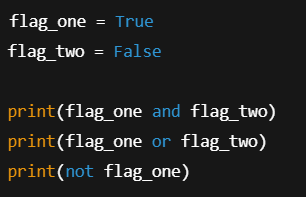 flag_one = True
flag_two = False
print(flag_one and flag_two)
print(flag_one or flag_two)
print(not flag_one)